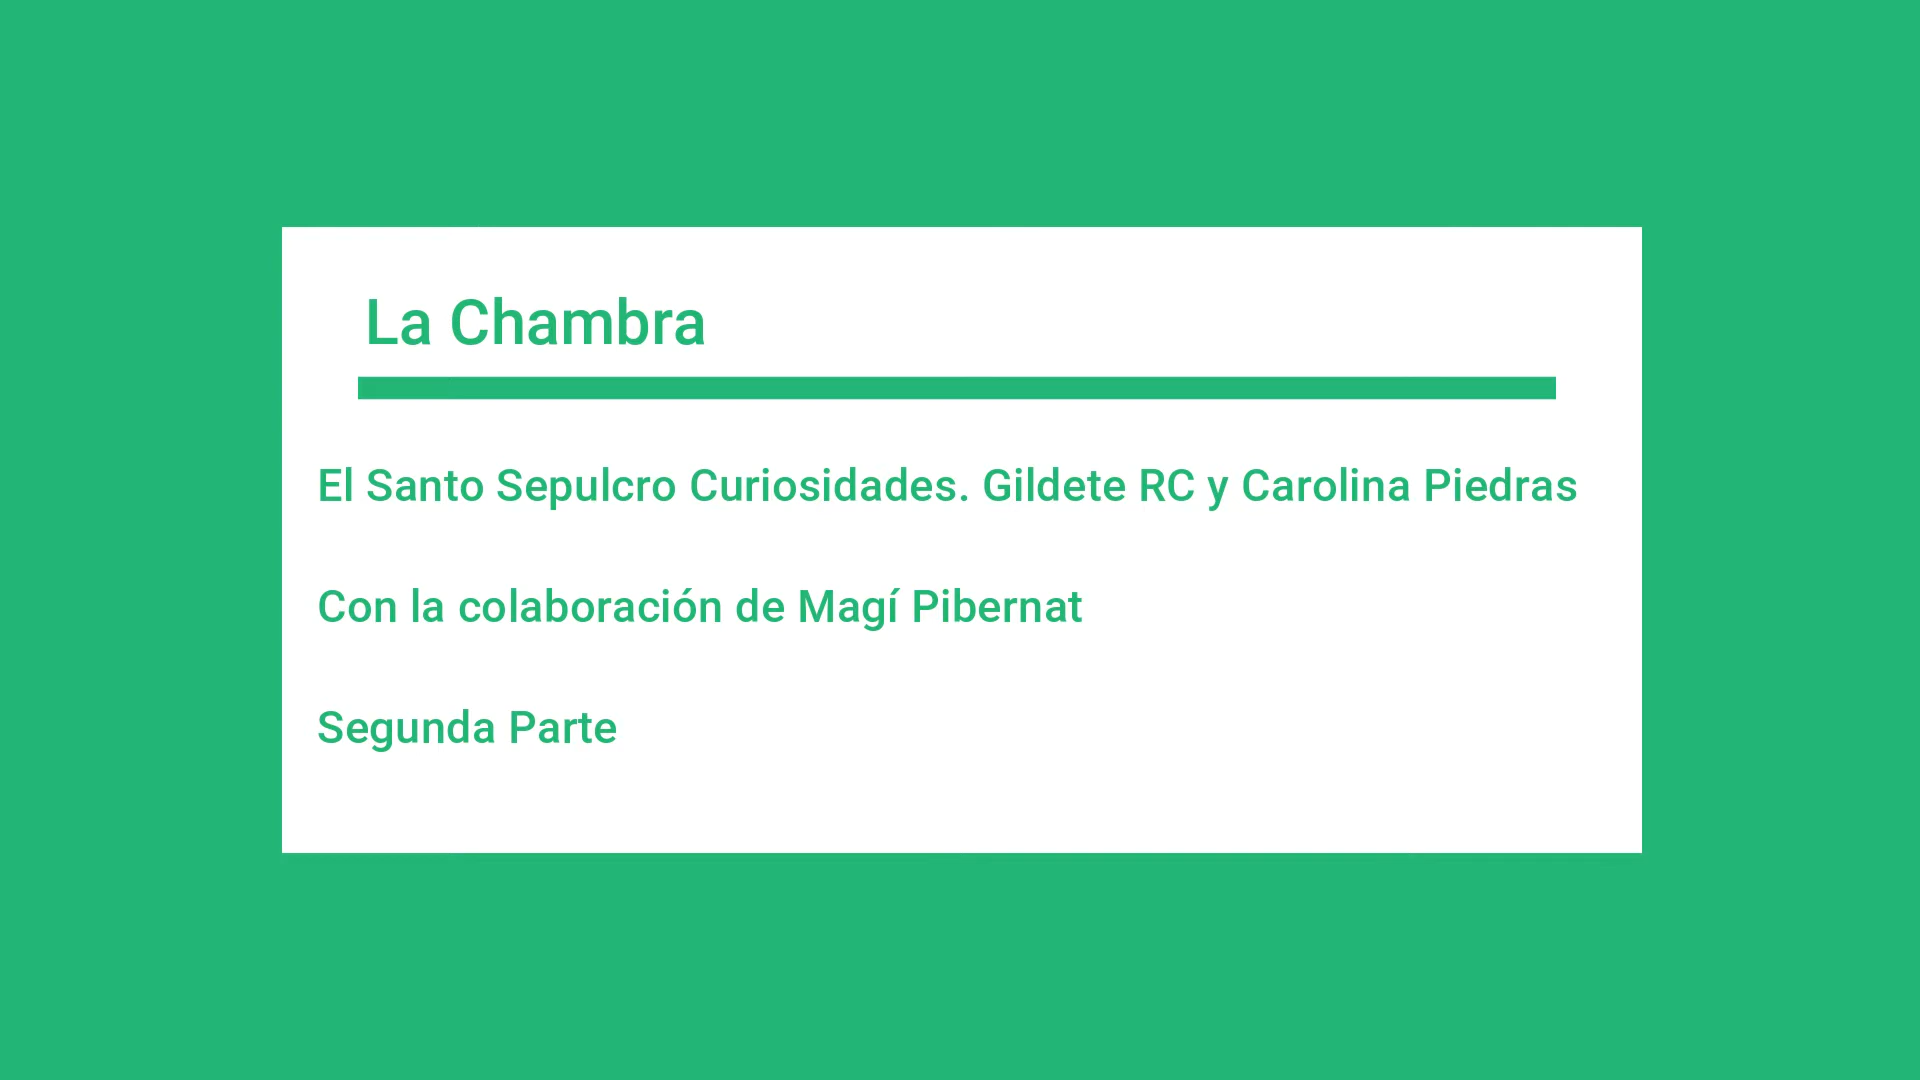 La Chambra
El Santo Sepulcro Curiosidades. Gildete RC y Carolina Piedras
Con la colaboración de Magí Pibernat
Segunda Parte